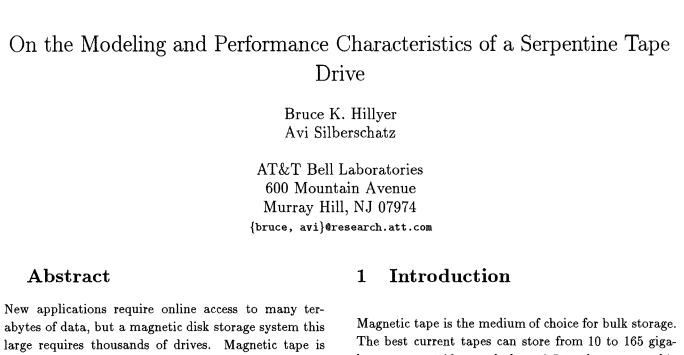 On the Modeling and Performance Characteristics of a Serpentine Tape
Drive
Bruce K. Hillyer
Avi Silberschatz
AT&T Bell Laboratories
600 Mountain Avenue
Murray Hill, NJ 07974
{bruce, avi}@research.att.com
Abstract
New applications require online access to many ter-
abytes of data, but a magnetic disk storage system this
large requires thousands of drives. Magnetic tape is
1 Introduction
Magnetic tape is the medium of choice for bulk storage.
The best current tapes can store from 10 to 165 giga-